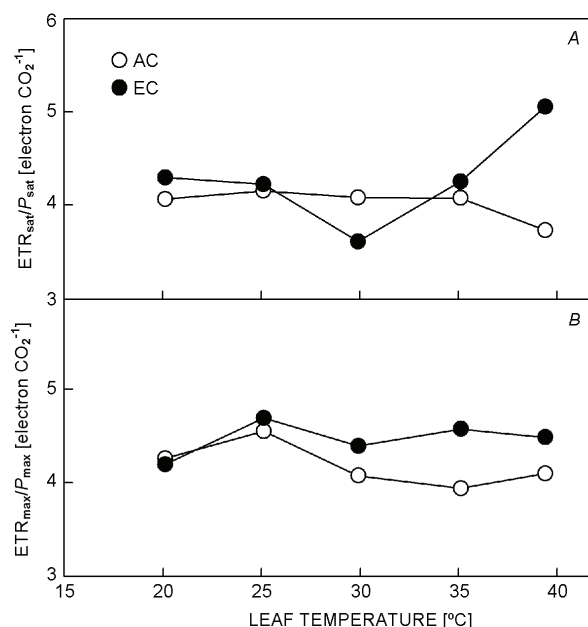 6
A
AC
EC
5
4
3
ETRsat/Psat [electron CO2-1]
B
5
4
3
ETRmax/Pmax [electron CO2-1]
15 20 25 30 35 40
LEAF TEMPERATURE [ºC]